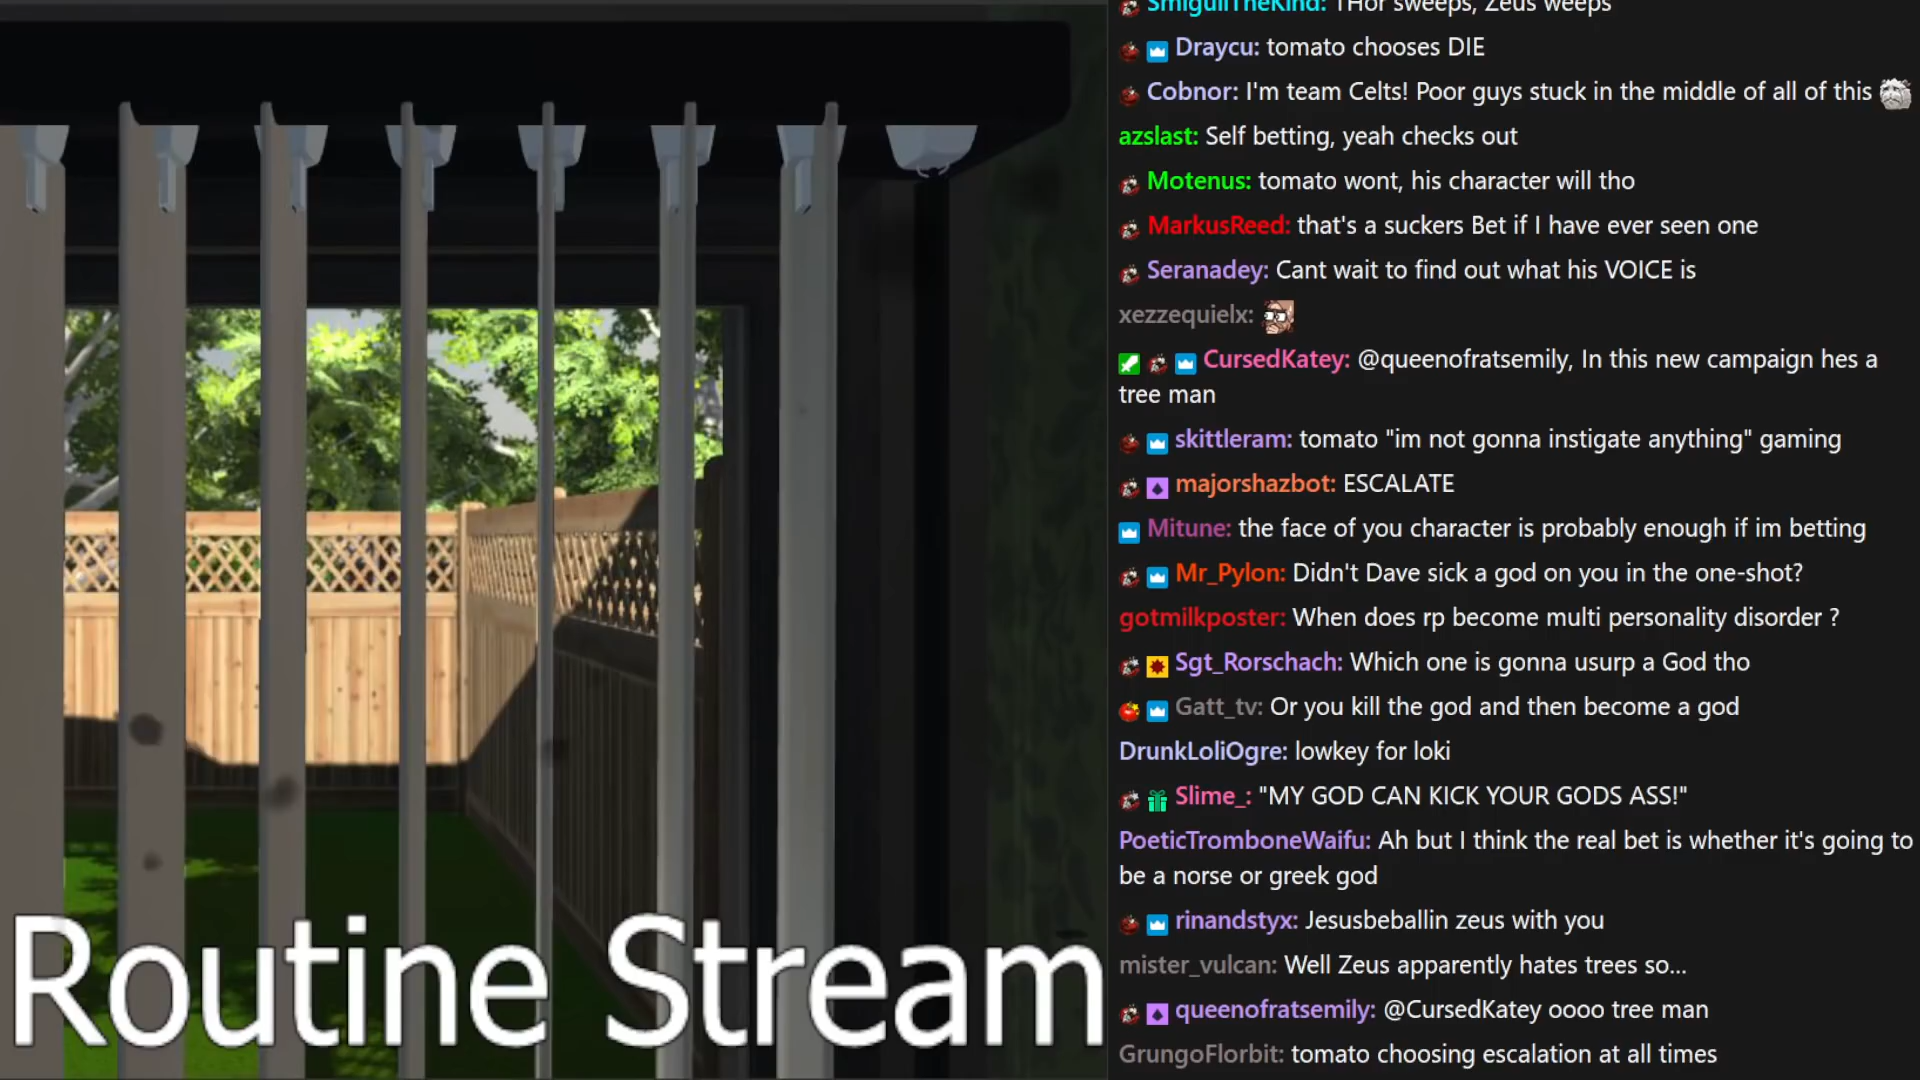 SmigullTheKind: THor sweeps, Zeus weeps
Draycu: tomato chooses DIE
Cobnor: I'm team Celts! Poor guys stuck in the middle of all of this
azslast: Self betting, yeah checks out
Motenus: tomato wont, his character will tho
MarkusReed: that's a suckers Bet if I have ever seen one
Seranadey: Cant wait to find out what his VOICE is
xezzequielx:
CursedKatey: @queenofratsemily, In this new campaign hes a
tree man
skittleram: tomato "im not gonna instigate anything" gaming
majorshazbot: ESCALATE
Mitune: the face of you character is probably enough if im betting
Mr_Pylon: Didn't Dave sick a god on you in the one-shot?
gotmilkposter: When does rp become multi personality disorder ?
Sgt_Rorschach: Which one is gonna usurp a God tho
Gatt_tv: Or you kill the god and then become a god
DrunkLoliOgre: lowkey for loki
Slime_: "MY GOD CAN KICK YOUR GODS ASS!"
PoeticTromboneWaifu: Ah but I think the real bet is whether it's going to
be a norse or greek god
rinandstyx: Jesusbeballin zeus with you
mister_vulcan: Well Zeus apparently hates trees so...
queenofratsemily: @CursedKatey oooo tree man
GrungoFlorbit: tomato choosing escalation at all times
Routine Stream